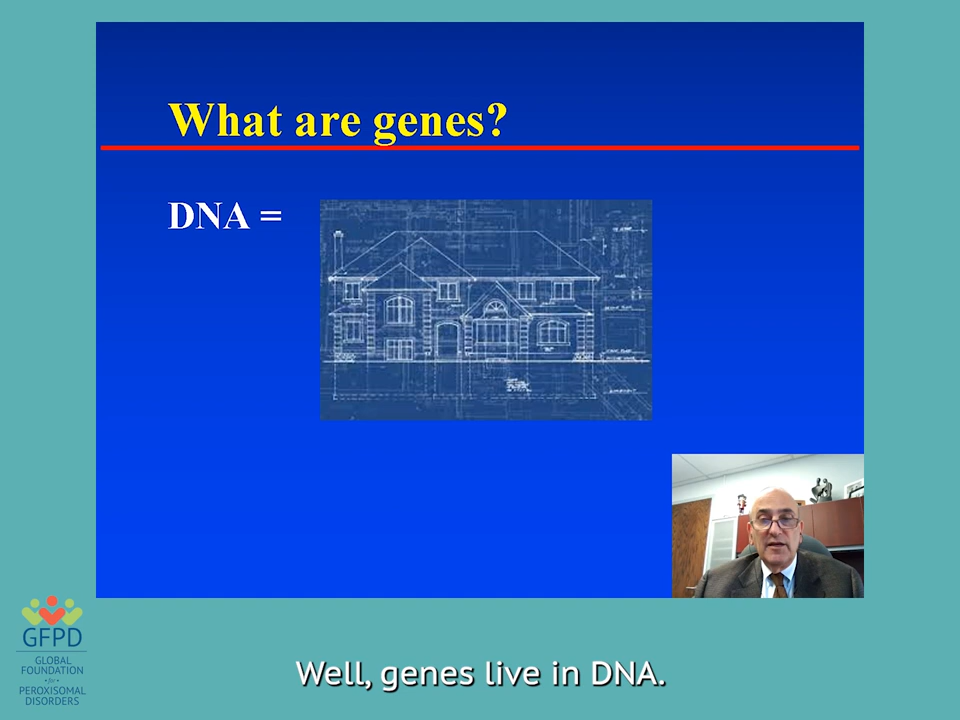 What are genes?
DNA =
GFPD
GLOBAL
FOUNDATION
for
PEROXISOMAL
DISORDERS
Well, genes live in DNA.